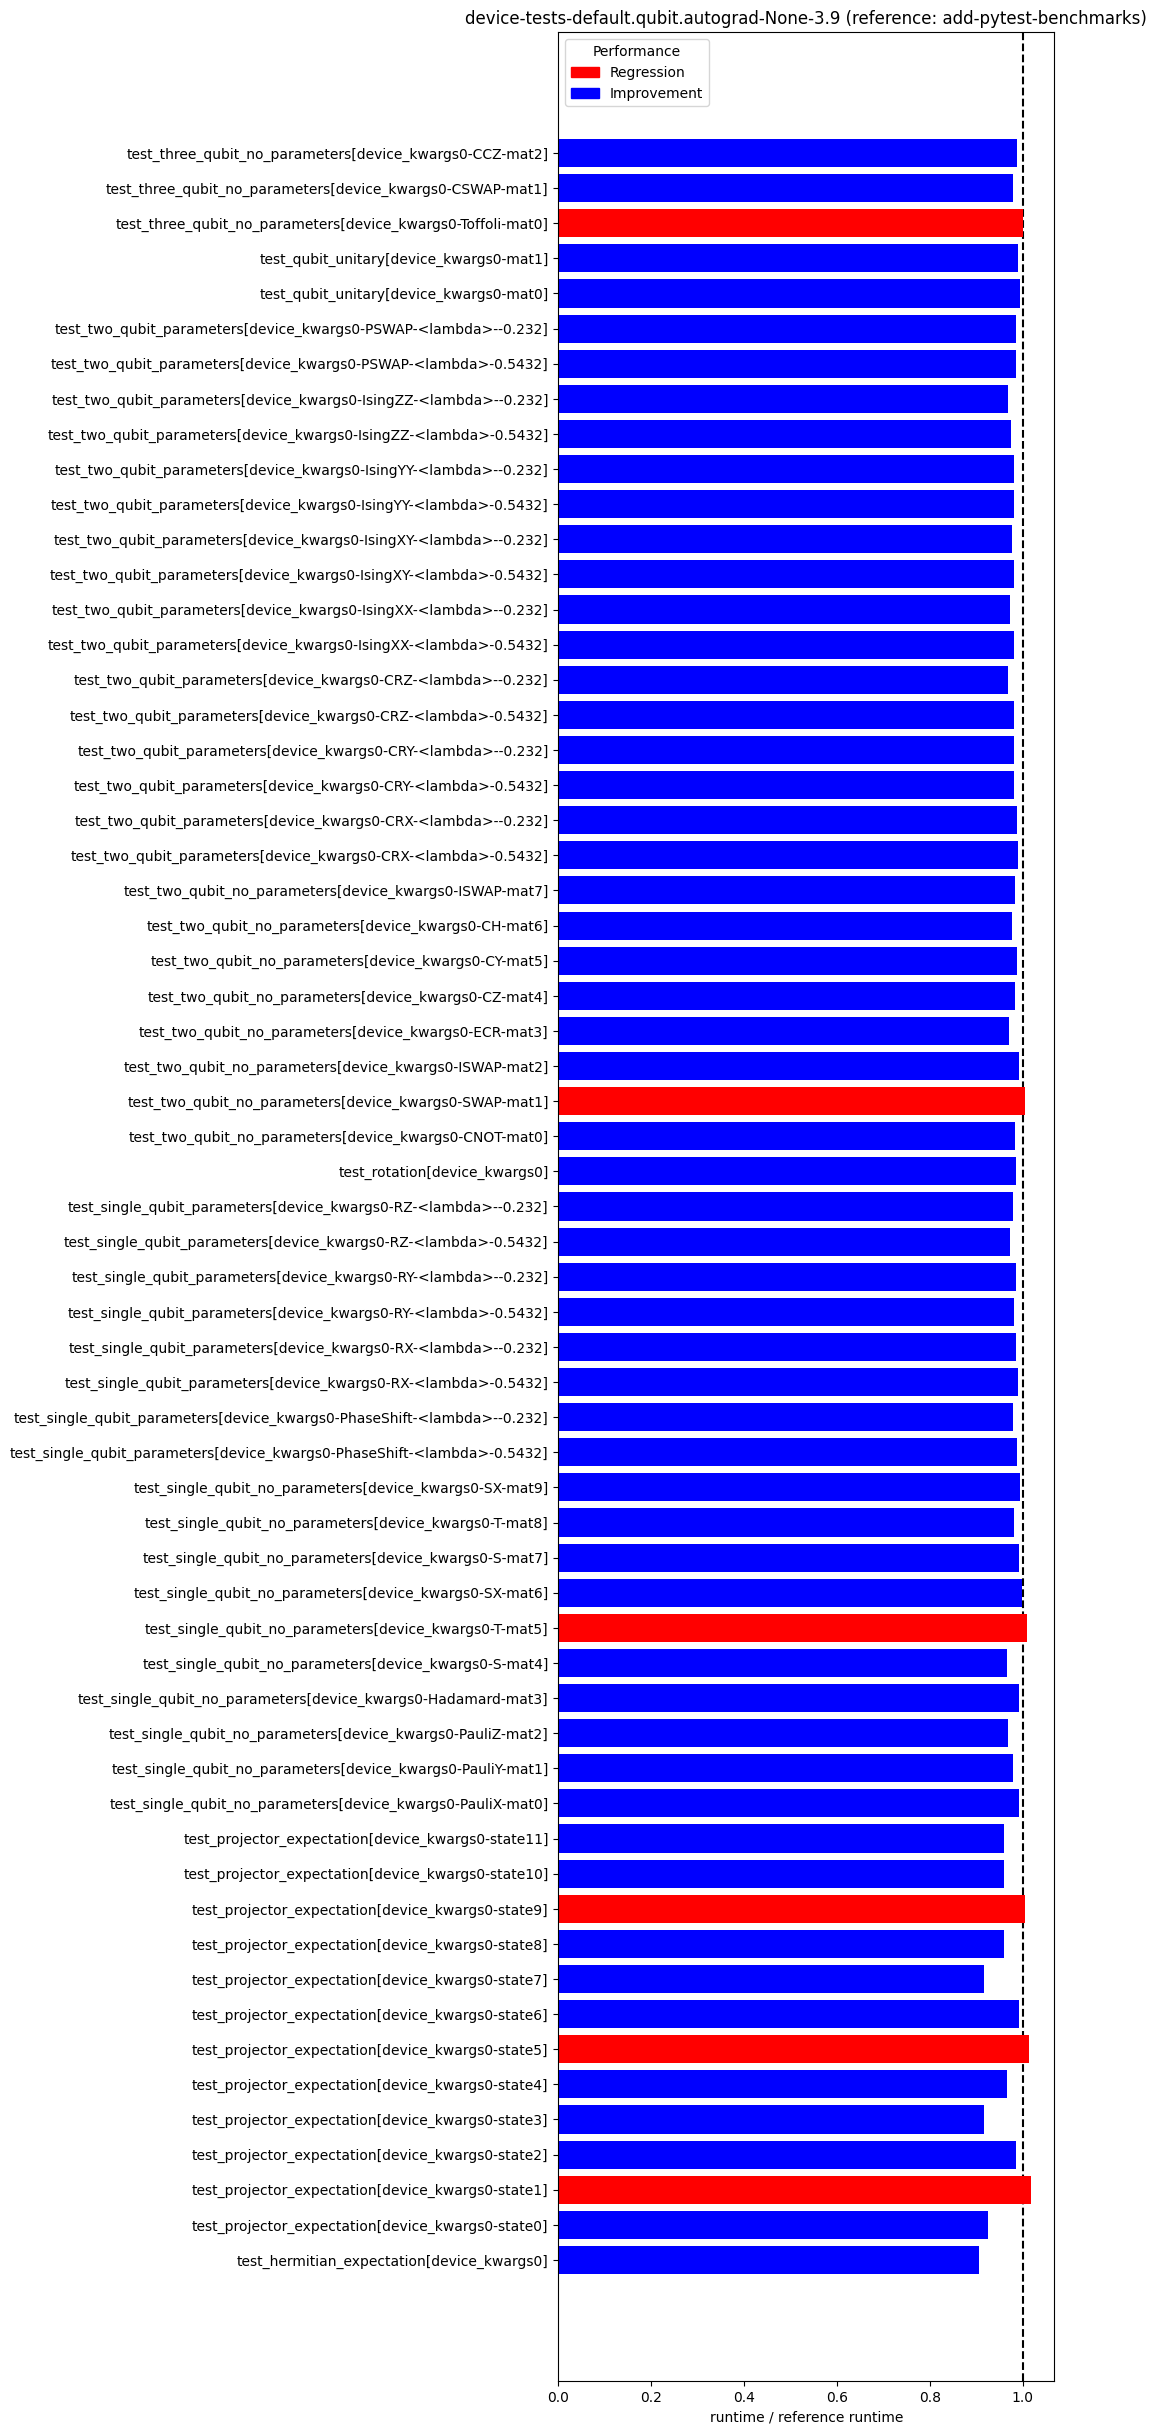 device-tests-default.qubit.autograd-None-3.9 (reference: add-pytest-benchmarks)
Performance
Regression
Improvement
test_three_qubit_no_parameters[device_kwargs0-CCZ-mat2]
test_three_qubit_no_parameters[device_kwargs0-CSWAP-mat1]
test_three_qubit_no_parameters[device_kwargs0-Toffoli-mat0]
test_qubit_unitary[device_kwargs0-mat1]
test_qubit_unitary[device_kwargs0-mat0]
test_two_qubit_parameters[device_kwargs0-PSWAP-<lambda>--0.232]
test_two_qubit_parameters[device_kwargs0-PSWAP-<lambda>-0.5432]
test_two_qubit_parameters[device_kwargs0-IsingZZ-<lambda>--0.232]
test_two_qubit_parameters[device_kwargs0-IsingZZ-<lambda>-0.5432]
test_two_qubit_parameters[device_kwargs0-IsingYY-<lambda>--0.232]
test_two_qubit_parameters[device_kwargs0-IsingYY-<lambda>-0.5432]
test_two_qubit_parameters[device_kwargs0-IsingXY-<lambda>--0.232]
test_two_qubit_parameters[device_kwargs0-IsingXY-<lambda>-0.5432]
test_two_qubit_parameters[device_kwargs0-IsingXX-<lambda>--0.232]
test_two_qubit_parameters[device_kwargs0-IsingXX-<lambda>-0.5432]
test_two_qubit_parameters[device_kwargs0-CRZ-<lambda>--0.232]
test_two_qubit_parameters[device_kwargs0-CRZ-<lambda>-0.5432]
test_two_qubit_parameters[device_kwargs0-CRY-<lambda>--0.232]
test_two_qubit_parameters[device_kwargs0-CRY-<lambda>-0.5432]
test_two_qubit_parameters[device_kwargs0-CRX-<lambda>--0.232]
test_two_qubit_parameters[device_kwargs0-CRX-<lambda>-0.5432]
test_two_qubit_no_parameters[device_kwargs0-ISWAP-mat7]
test_two_qubit_no_parameters[device_kwargs0-CH-mat6]
test_two_qubit_no_parameters[device_kwargs0-CY-mat5]
test_two_qubit_no_parameters[device_kwargs0-CZ-mat4]
test_two_qubit_no_parameters[device_kwargs0-ECR-mat3]
test_two_qubit_no_parameters[device_kwargs0-ISWAP-mat2]
test_two_qubit_no_parameters[device_kwargs0-SWAP-mat1]
test_two_qubit_no_parameters[device_kwargs0-CNOT-mat0]
test_rotation[device_kwargs0]
test_single_qubit_parameters[device_kwargs0-RZ-<lambda>--0.232]
test_single_qubit_parameters[device_kwargs0-RZ-<lambda>-0.5432]
test_single_qubit_parameters[device_kwargs0-RY-<lambda>--0.232]
test_single_qubit_parameters[device_kwargs0-RY-<lambda>-0.5432]
test_single_qubit_parameters[device_kwargs0-RX-<lambda>--0.232]
test_single_qubit_parameters[device_kwargs0-RX-<lambda>-0.5432]
test_single_qubit_parameters[device_kwargs0-PhaseShift-<lambda>--0.232]
test_single_qubit_parameters[device_kwargs0-PhaseShift-<lambda>-0.5432]
test_single_qubit_no_parameters[device_kwargs0-SX-mat9]
test_single_qubit_no_parameters[device_kwargs0-T-mat8]
test_single_qubit_no_parameters[device_kwargs0-S-mat7]
test_single_qubit_no_parameters[device_kwargs0-SX-mat6]
test_single_qubit_no_parameters[device_kwargs0-T-mat5]
test_single_qubit_no_parameters[device_kwargs0-S-mat4]
test_single_qubit_no_parameters[device_kwargs0-Hadamard-mat3]
test_single_qubit_no_parameters[device_kwargs0-PauliZ-mat2]
test_single_qubit_no_parameters[device_kwargs0-PauliY-mat1]
test_single_qubit_no_parameters[device_kwargs0-PauliX-mat0]
test_projector_expectation[device_kwargs0-state11]
test_projector_expectation[device_kwargs0-state10]
test_projector_expectation[device_kwargs0-state9]
test_projector_expectation[device_kwargs0-state8]
test_projector_expectation[device_kwargs0-state7]
test_projector_expectation[device_kwargs0-state6]
test_projector_expectation[device_kwargs0-state5]
test_projector_expectation[device_kwargs0-state4]
test_projector_expectation[device_kwargs0-state3]
test_projector_expectation[device_kwargs0-state2]
test_projector_expectation[device_kwargs0-state1]
test_projector_expectation[device_kwargs0-state0]
test_hermitian_expectation[device_kwargs0]
0.0 0.2 0.4 0.6 0.8 1.0
runtime / reference runtime